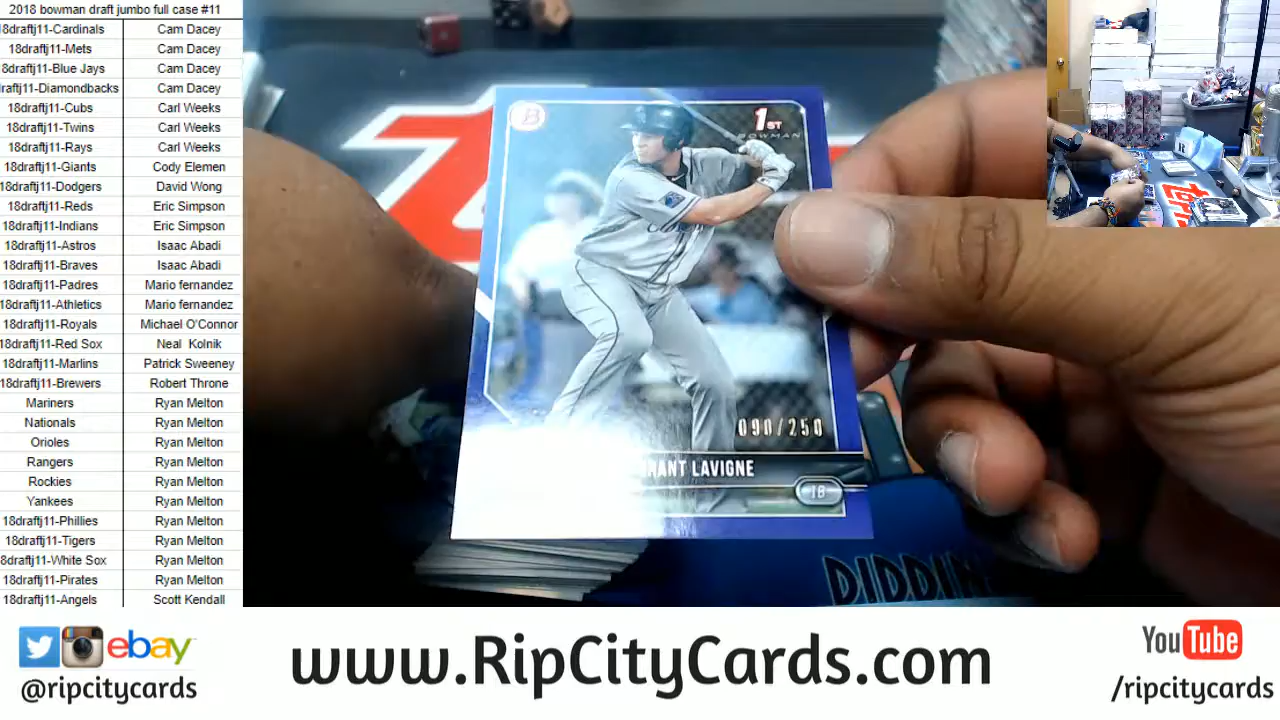 2018 bowman draft jumbo full case #11
18draftj11-Cardinals Cam Dacey
18draftj11-Mets Cam Dacey
18draftj11-Blue Jays Cam Dacey
raftj11-Diamondbacks Cam Dacey
18draftj11-Cubs Carl Weeks
18draftj11-Twins Carl Weeks
18draftj11-Rays Carl Weeks
18draftj11-Giants Cody Elemen
18draftj11-Dodgers David Wong
18draftj11-Reds Eric Simpson
18draftj11-Indians Eric Simpson
18draftj11-Astros Isaac Abadi
18draftj11-Braves Isaac Abadi
18draftj11-Padres Mario fernandez
18draftj11-Athletics Mario fernandez
18draftj11-Royals Michael O'Connor
18draftj11-Red Sox Neal Kolnik
18draftj11-Marlins Patrick Sweeney
18draftj11-Brewers Robert Throne
Mariners Ryan Melton
Nationals Ryan Melton
Orioles Ryan Melton
Rangers Ryan Melton
Rockies Ryan Melton
Yankees Ryan Melton
18draftj11-Phillies Ryan Melton
18draftj11-Tigers Ryan Melton
8draftj11-White Sox Ryan Melton
18draftj11-Pirates Ryan Melton
18draftj11-Angels Scott Kendall
B
1ST
BOWMAN
090/250
RANT LAVIGNE
1B
DIDDIN
ebay
@ripcitycards
www.RipCityCards.com
YouTube
/ripcitycards